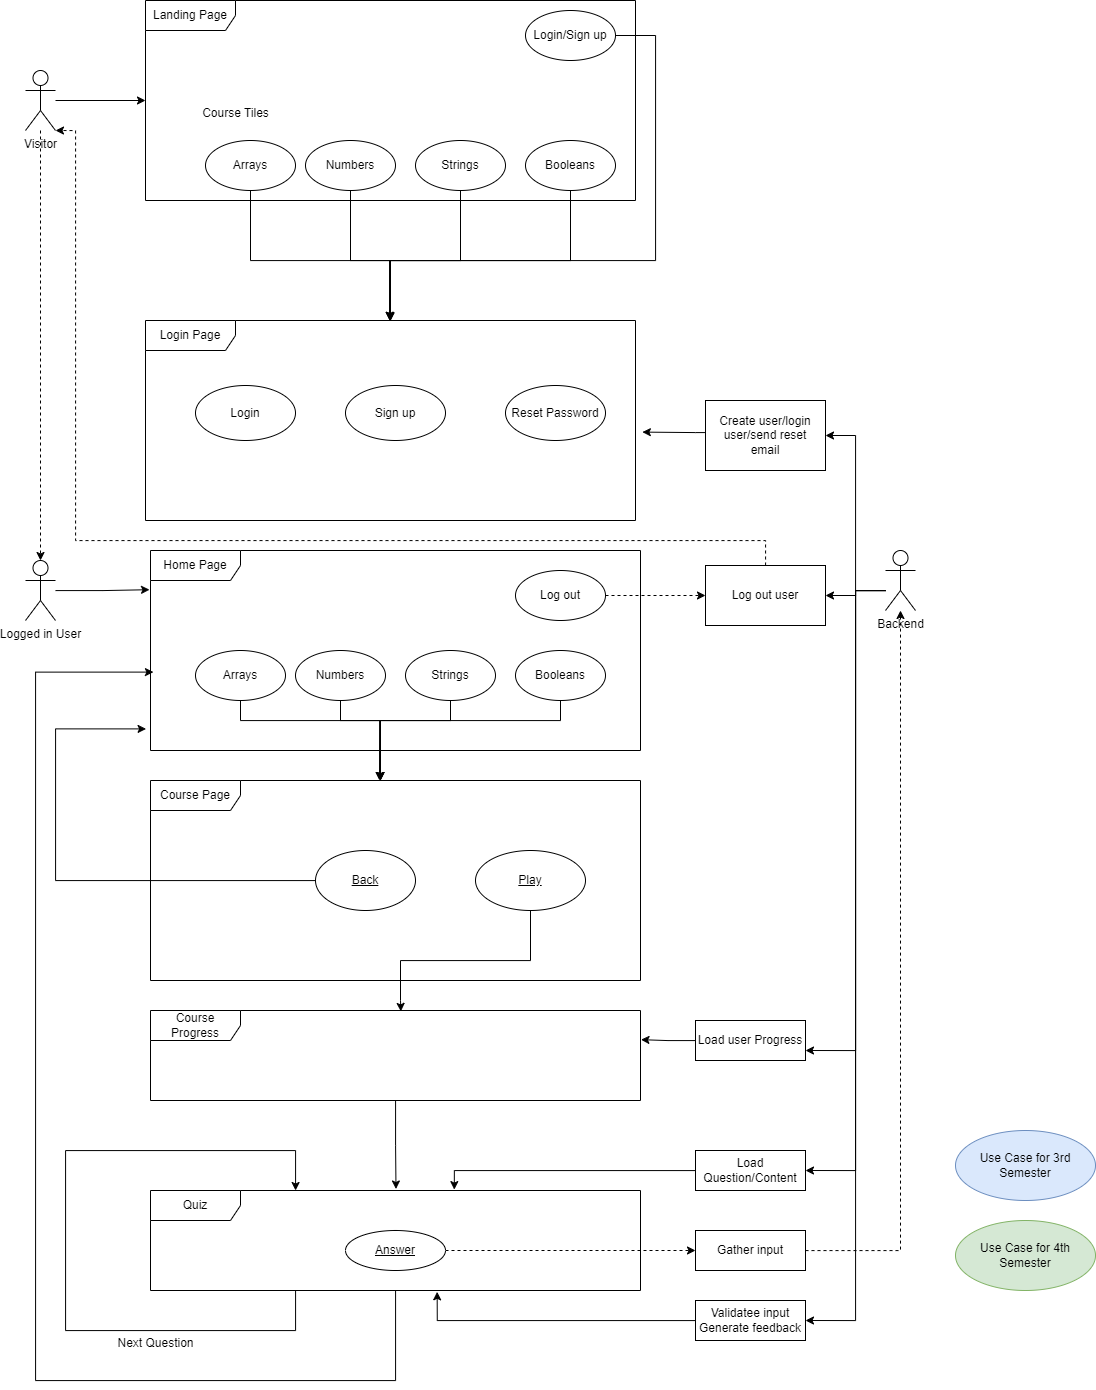 Landing Page
Login/Sign up
Visitor
Course Tiles
Arrays
Numbers
Strings
Booleans
Login Page
Login
Sign up
Reset Password
Create user/login
user/send reset
email
Home Page
Log out
Log out user
Backend
Logged in User
Arrays
Numbers
Strings
Booleans
Course Page
Back
Play
Course
Progress
Load user Progress
Load
Question/Content
Use Case for 3rd
Semester
Quiz
Answer
Gather input
Use Case for 4th
Semester
Validatee input
Generate feedback
Next Question